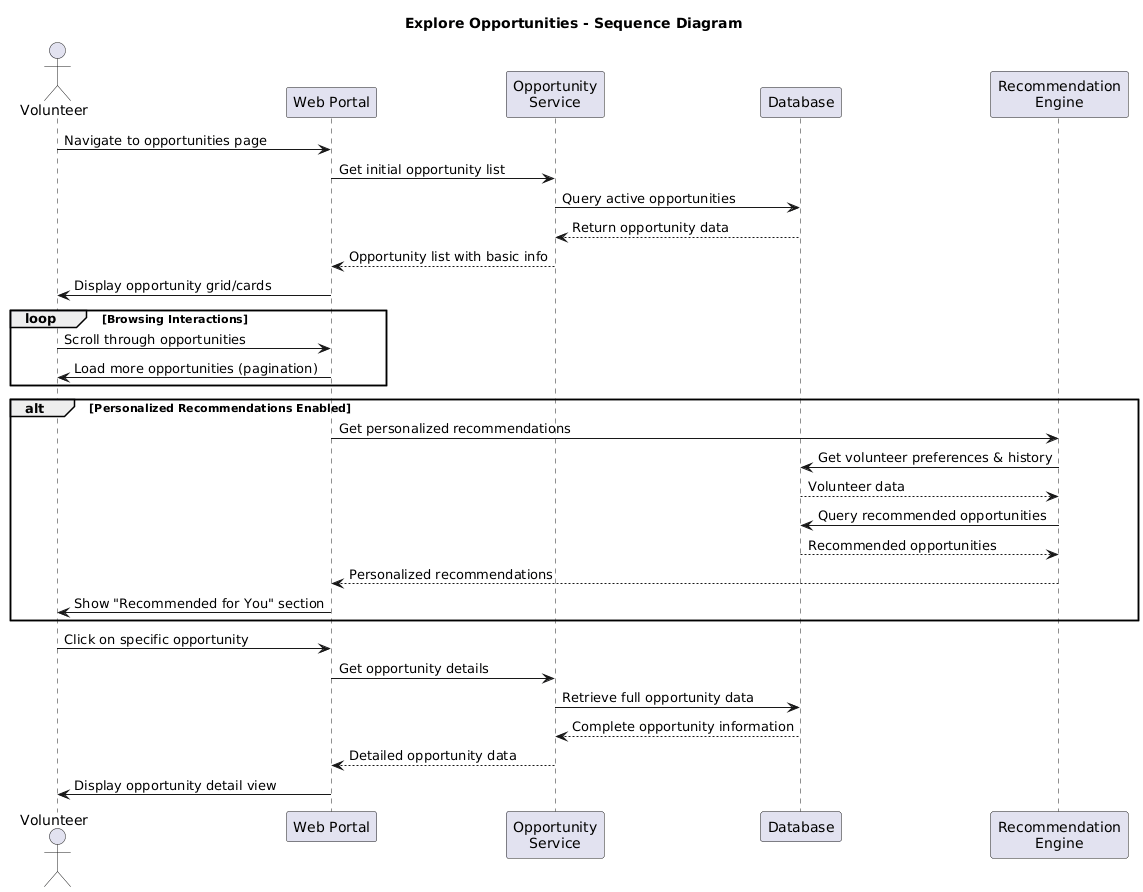 Explore Opportunities - Sequence Diagram
Volunteer
Web Portal
Opportunity
Service
Database
Recommendation
Engine
Navigate to opportunities page
Get initial opportunity list
Query active opportunities
Return opportunity data
Opportunity list with basic info
Display opportunity grid/cards
loop [Browsing Interactions]
Scroll through opportunities
Load more opportunities (pagination)
alt [Personalized Recommendations Enabled]
Get personalized recommendations
Get volunteer preferences & history
Volunteer data
Query recommended opportunities
Recommended opportunities
Personalized recommendations
Show "Recommended for You" section
Click on specific opportunity
Get opportunity details
Retrieve full opportunity data
Complete opportunity information
Detailed opportunity data
Display opportunity detail view
Volunteer
Web Portal
Opportunity
Service
Database
Recommendation
Engine